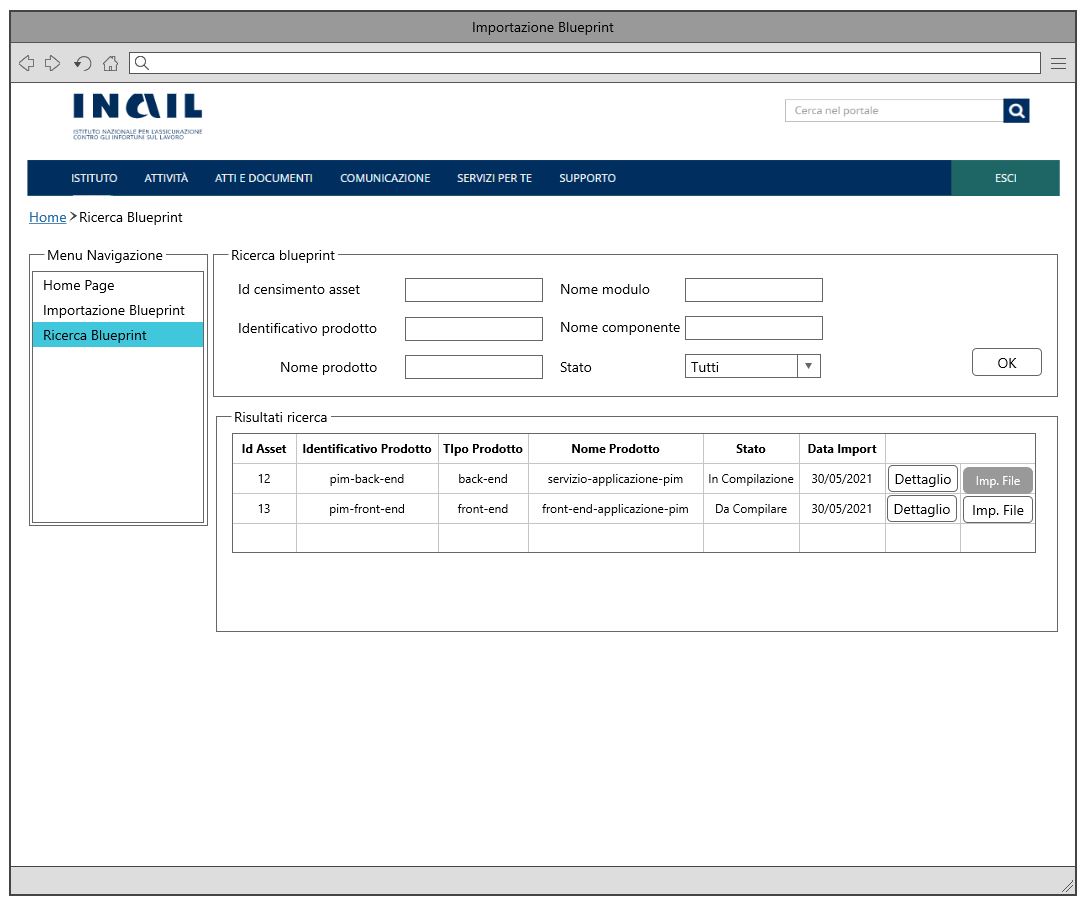 Importazione Blueprint
INAIL
ISTITUTO NAZIONALE PER L'ASSICURAZIONE
CONTRO GLI INFORTUNI SUL LAVORO
Cerca nel portale
ISTITUTO ATTIVITÀ ATTI E DOCUMENTI COMUNICAZIONE SERVIZI PER TE SUPPORTO ESCI
Home > Ricerca Blueprint
Menu Navigazione
Home Page
Importazione Blueprint
Ricerca Blueprint
Ricerca blueprint
Id censimento asset Nome modulo
Identificativo prodotto Nome componente
Nome prodotto Stato Tutti OK
Risultati ricerca
Id Asset Identificativo Prodotto TIpo Prodotto Nome Prodotto Stato Data Import
12 pim-back-end back-end servizio-applicazione-pim In Compilazione 30/05/2021 Dettaglio Imp. File
13 pim-front-end front-end front-end-applicazione-pim Da Compilare 30/05/2021 Dettaglio Imp. File